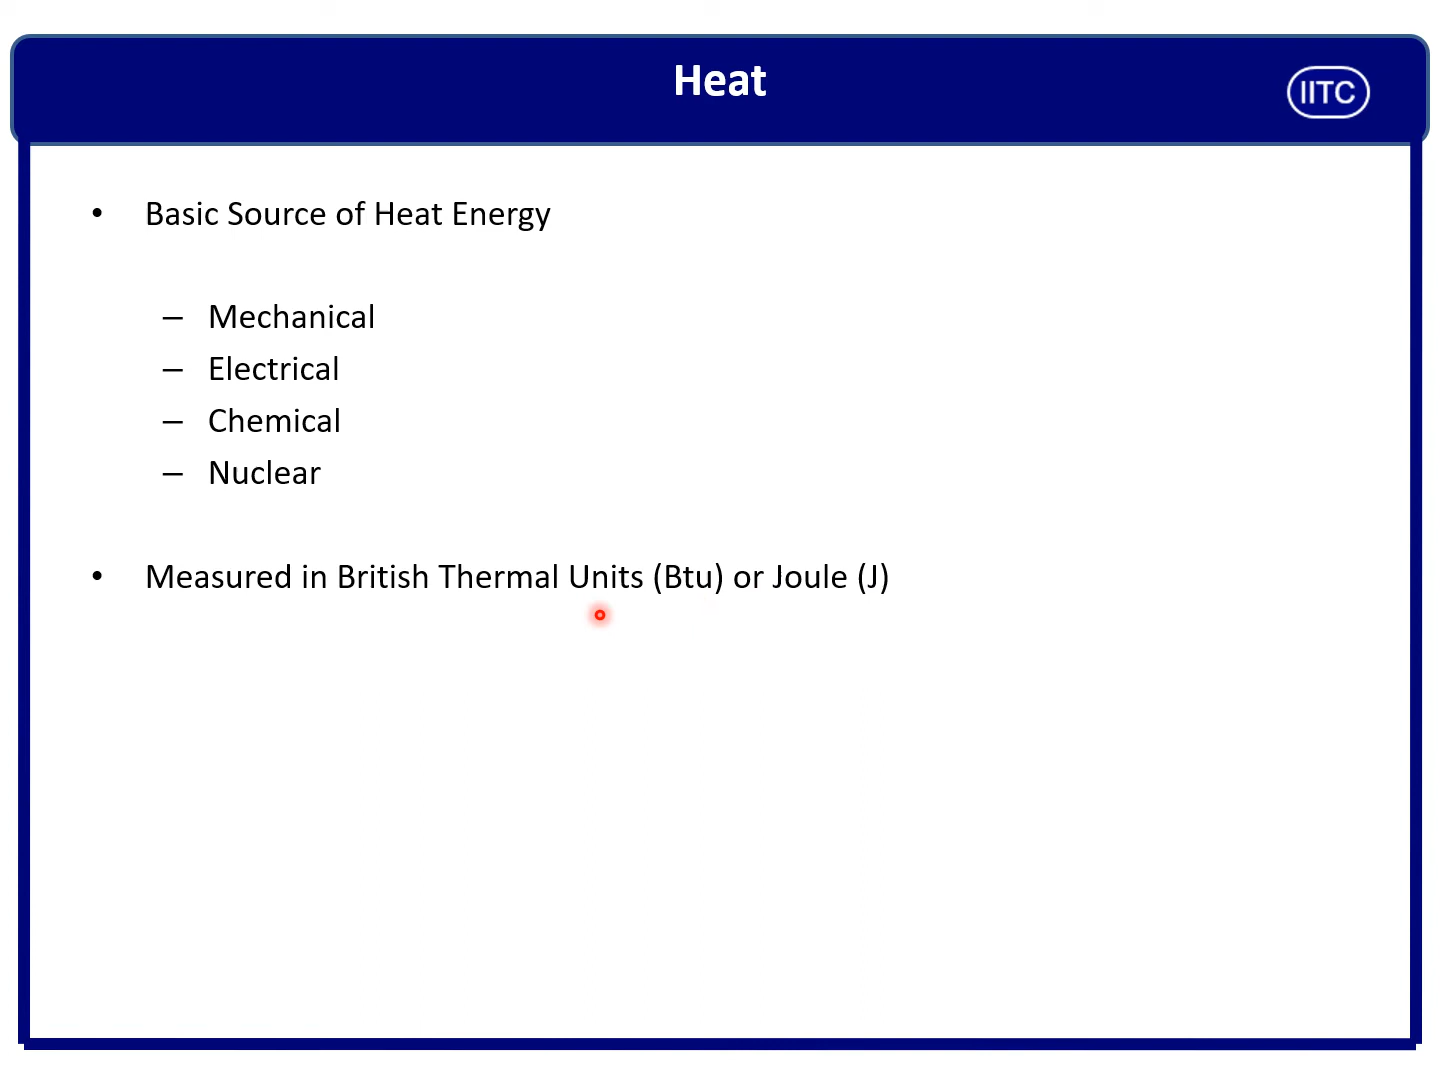 Heat
IITC
• Basic Source of Heat Energy
– Mechanical
– Electrical
– Chemical
– Nuclear
• Measured in British Thermal Units (Btu) or Joule (J)